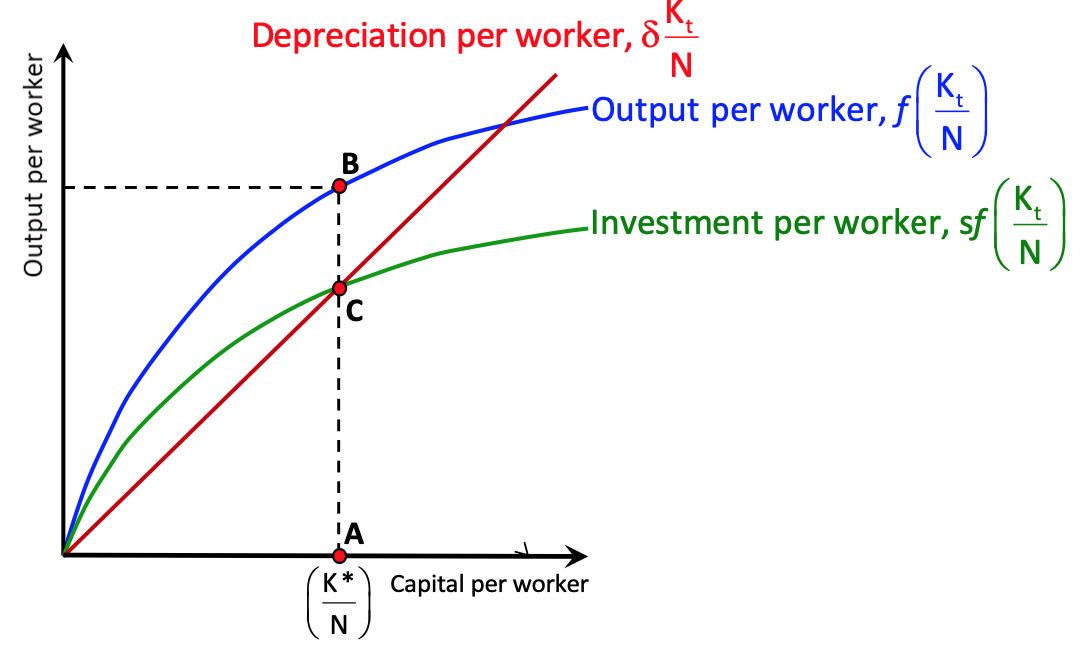 Depreciation per worker, δ K_t/N
Output per worker
Output per worker, f(K_t/N)
B
Investment per worker, sf(K_t/N)
C
A
(K*/N)
Capital per worker